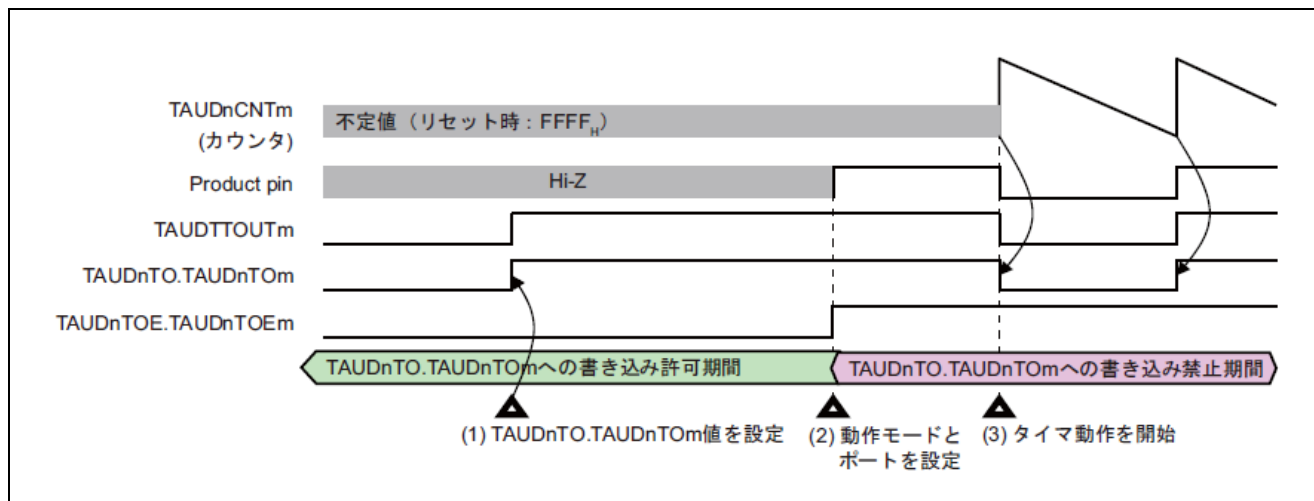 TAUDnCNTm
(カウンタ)
不定値（リセット時：FFFFH）
Product pin
Hi-Z
TAUDTTOUTm
TAUDnTO.TAUDnTOm
TAUDnTOE.TAUDnTOEm
TAUDnTO.TAUDnTOmへの書き込み許可期間
TAUDnTO.TAUDnTOmへの書き込み禁止期間
(1) TAUDnTO.TAUDnTOm値を設定
(2) 動作モードと
ポートを設定
(3) タイマ動作を開始